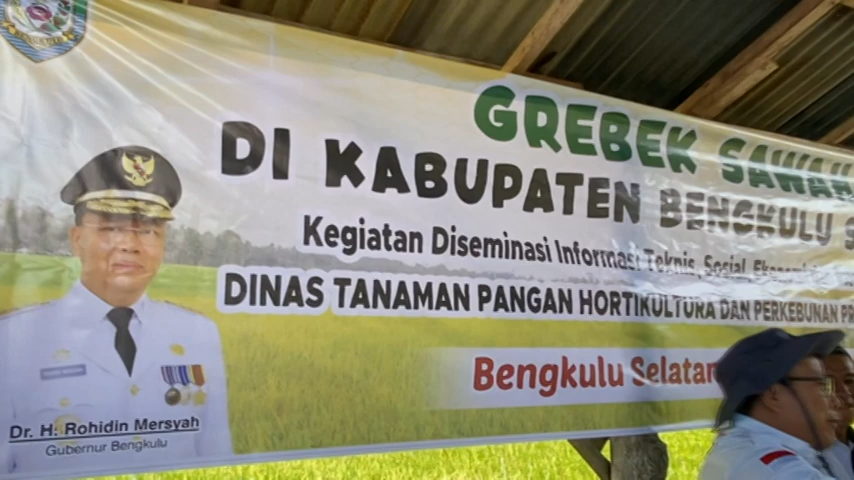 GREBEK SAWAH
DI KABUPATEN BENGKULU S
Kegiatan Diseminasi Informasi Teknis, Sosial, Ekonomi
DINAS TANAMAN PANGAN HORTIKULTURA DAN PERKEBUNAN PR
Bengkulu Selatan
Dr. H. Rohidin Mersyah
Gubernur Bengkulu